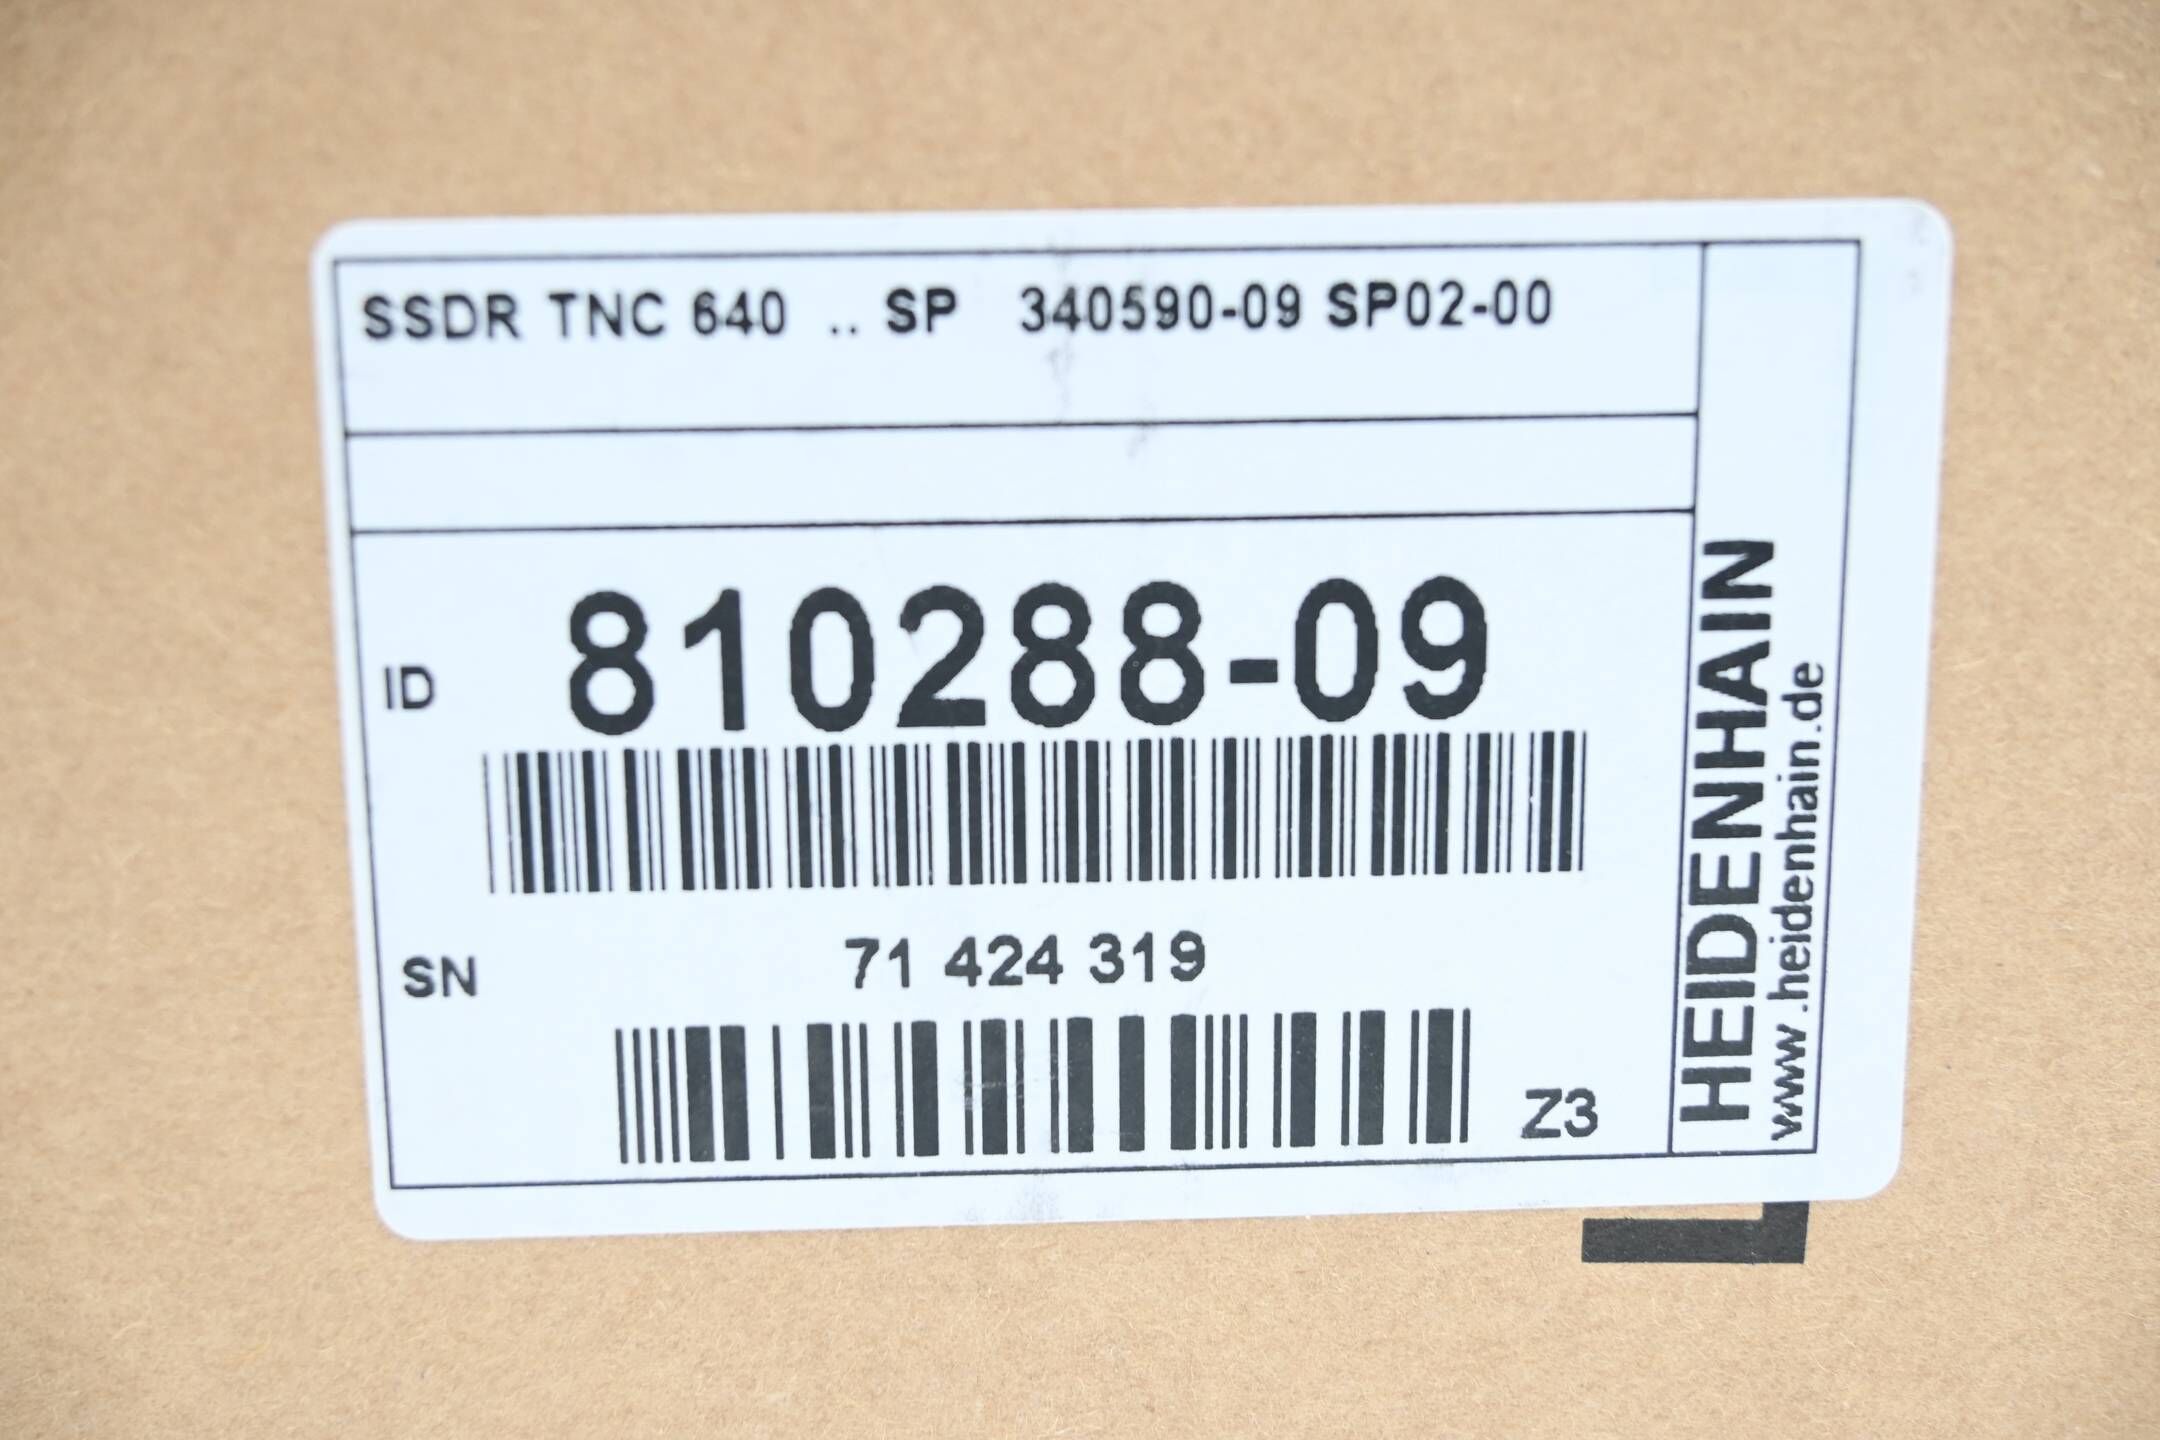 SSDR TNC 640 .. SP 340590-09 SP02-00
ID 810288-09
SN 71 424 319
Z3
HEIDENHAIN
www.heidenhain.de